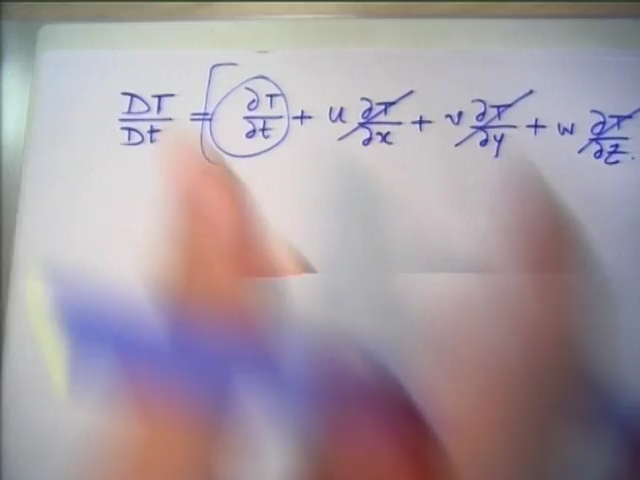 DT/Dt = [ ∂T/∂t + u ∂T/∂x + v ∂T/∂y + w ∂T/∂z